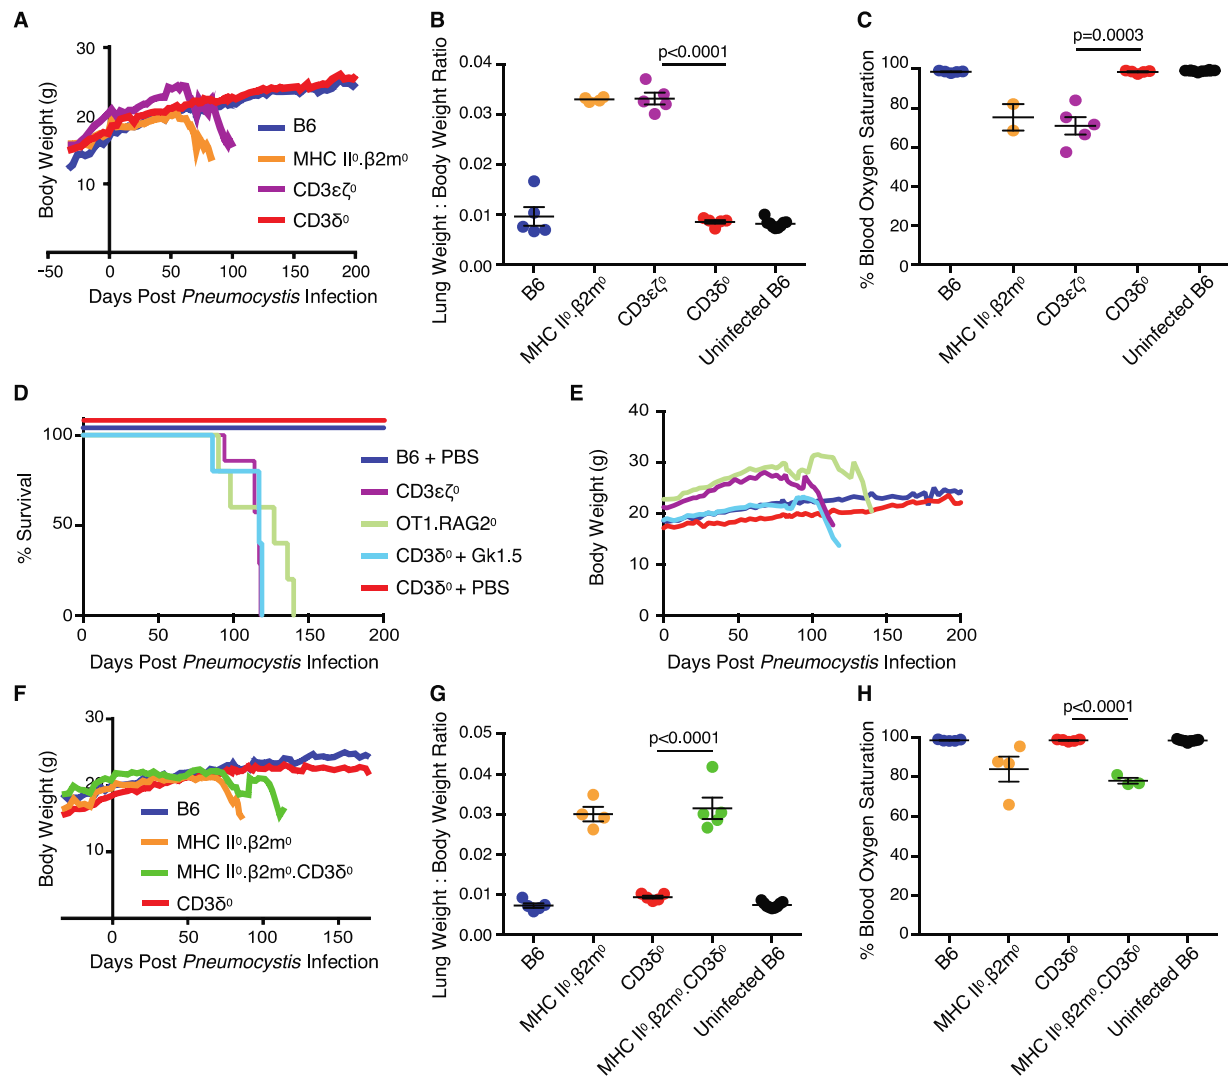 A
Body Weight (g)
30
20
10
−50
0
50
100
150
200
Days Post Pneumocystis Infection
B6
MHC II⁰.β2m⁰
CD3εζ⁰
CD3δ⁰
B
Lung Weight : Body Weight Ratio
0.04
0.03
0.02
0.01
0.00
p<0.0001
B6
MHC II⁰.β2m⁰
CD3εζ⁰
CD3δ⁰
Uninfected B6
C
% Blood Oxygen Saturation
100
80
60
40
20
0
p=0.0003
B6
MHC II⁰.β2m⁰
CD3εζ⁰
CD3δ⁰
Uninfected B6
D
% Survival
100
50
0
0
50
100
150
200
Days Post Pneumocystis Infection
B6 + PBS
CD3εζ⁰
OT1.RAG2⁰
CD3δ⁰ + Gk1.5
CD3δ⁰ + PBS
E
Body Weight (g)
40
30
20
10
0
0
50
100
150
200
Days Post Pneumocystis Infection
F
Body Weight (g)
30
20
10
0
50
100
150
Days Post Pneumocystis Infection
B6
MHC II⁰.β2m⁰
MHC II⁰.β2m⁰.CD3δ⁰
CD3δ⁰
G
Lung Weight : Body Weight Ratio
0.05
0.04
0.03
0.02
0.01
0.00
p<0.0001
B6
MHC II⁰.β2m⁰
CD3δ⁰
MHC II⁰.β2m⁰.CD3δ⁰
Uninfected B6
H
% Blood Oxygen Saturation
100
80
60
40
20
0
p<0.0001
B6
MHC II⁰.β2m⁰
CD3δ⁰
MHC II⁰.β2m⁰.CD3δ⁰
Uninfected B6